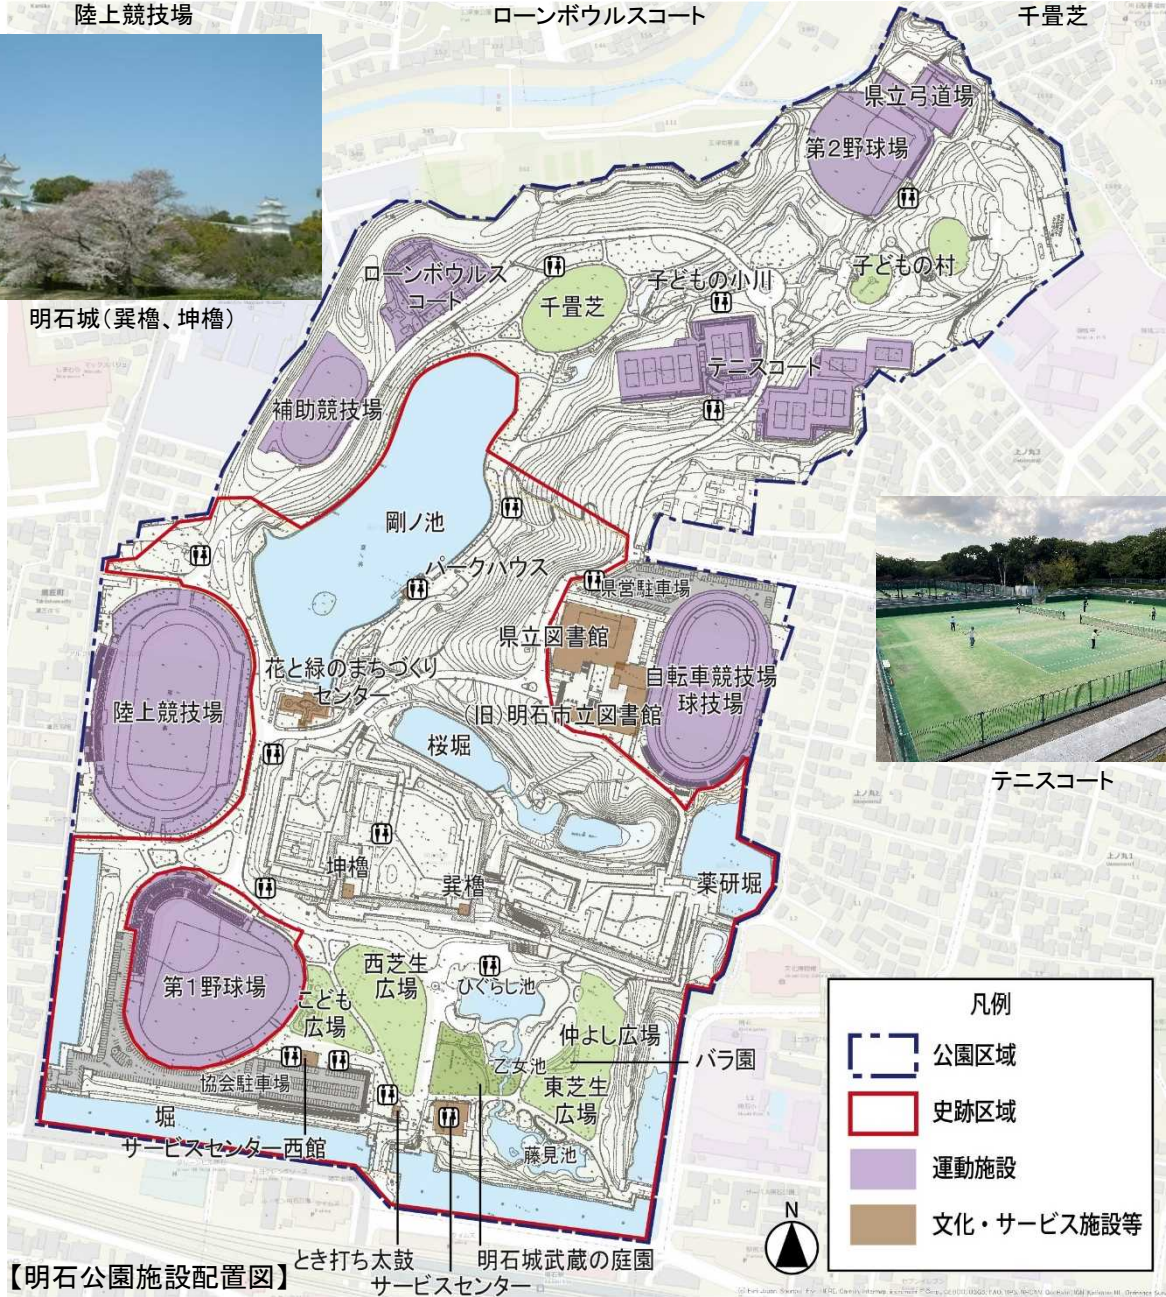 陸上競技場
ローンボウルスコート
千畳芝
明石城(巽櫓、坤櫓)
県立弓道場
第2野球場
ローンボウルス
コート
千畳芝
子どもの小川
子どもの村
テニスコート
補助競技場
剛ノ池
パークハウス
県営駐車場
県立図書館
花と緑のまちづくり
センター
自転車競技場
球技場
陸上競技場
(旧)明石市立図書館
桜堀
テニスコート
坤櫓
巽櫓
薬研堀
第1野球場
西芝生
広場
ひぐらし池
こども
広場
仲よし広場
乙女池
バラ園
東芝生
広場
協会駐車場
堀
サービスセンター西館
藤見池
とき打ち太鼓
サービスセンター
明石城武蔵の庭園
【明石公園施設配置図】
N
凡例
公園区域
史跡区域
運動施設
文化・サービス施設等